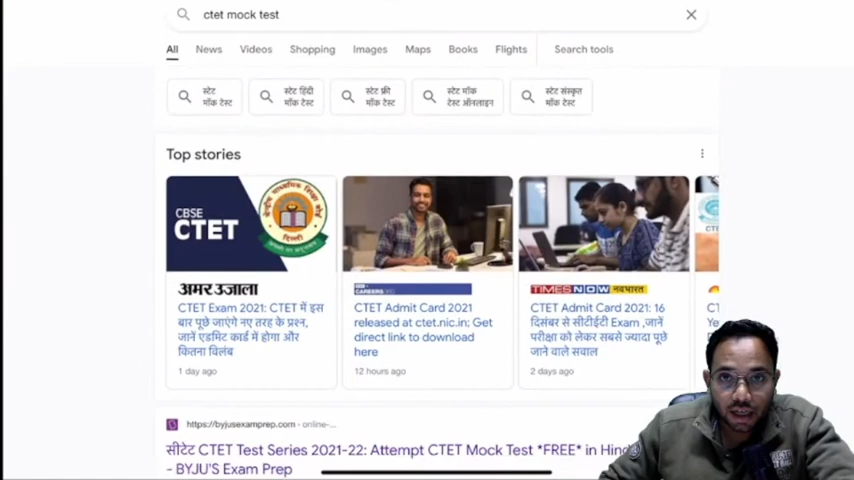 ctet mock test
All News Videos Shopping Images Maps Books Flights Search tools
स्टेट
मॉक टेस्ट
स्टेट हिंदी
मॉक टेस्ट
स्टेट फ्री
मॉक टेस्ट
स्टेट मॉक
टेस्ट ऑनलाइन
स्टेट संस्कृत
मॉक टेस्ट
Top stories
CBSE
CTET
अमर उजाला
CTET Exam 2021: CTET में इस
बार पूछे जाएंगे नए तरह के प्रश्न,
जानें एडमिट कार्ड में होगा और
कितना विलंब
1 day ago
CAREERS
CTET Admit Card 2021
released at ctet.nic.in; Get
direct link to download
here
12 hours ago
TIMES NOW नवभारत
CTET Admit Card 2021: 16
दिसंबर से सीटीईटी Exam ,जानें
परीक्षा को लेकर सबसे ज्यादा पूछे
जाने वाले सवाल
2 days ago
https://byjusexamprep.com › online-...
सीटेट CTET Test Series 2021-22: Attempt CTET Mock Test *FREE* in Hind
- BYJU'S Exam Prep